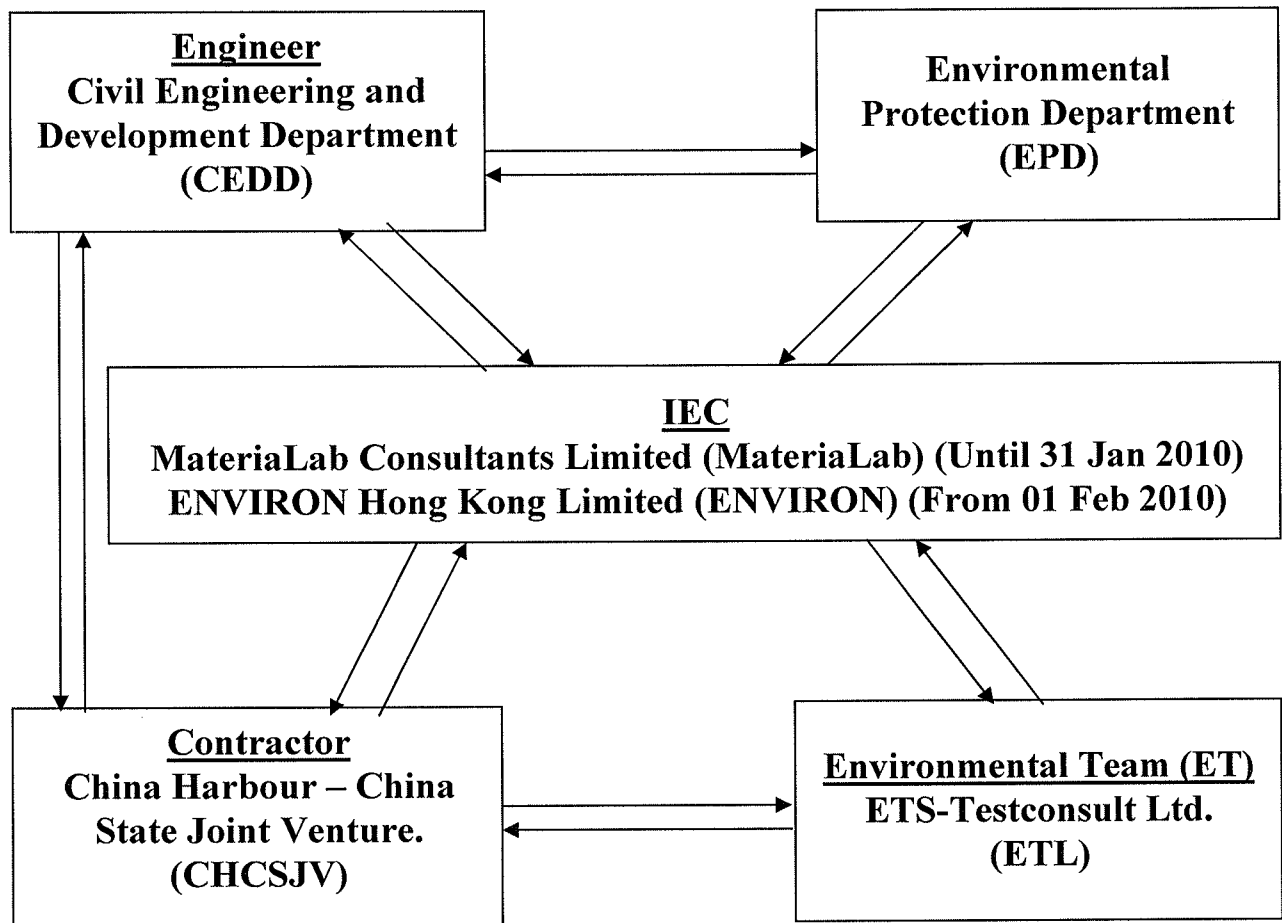 Engineer
Civil Engineering and
Development Department
(CEDD)
Environmental
Protection Department
(EPD)
IEC
MateriaLab Consultants Limited (MateriaLab) (Until 31 Jan 2010)
ENVIRON Hong Kong Limited (ENVIRON) (From 01 Feb 2010)
Contractor
China Harbour – China
State Joint Venture.
(CHCSJV)
Environmental Team (ET)
ETS-Testconsult Ltd.
(ETL)